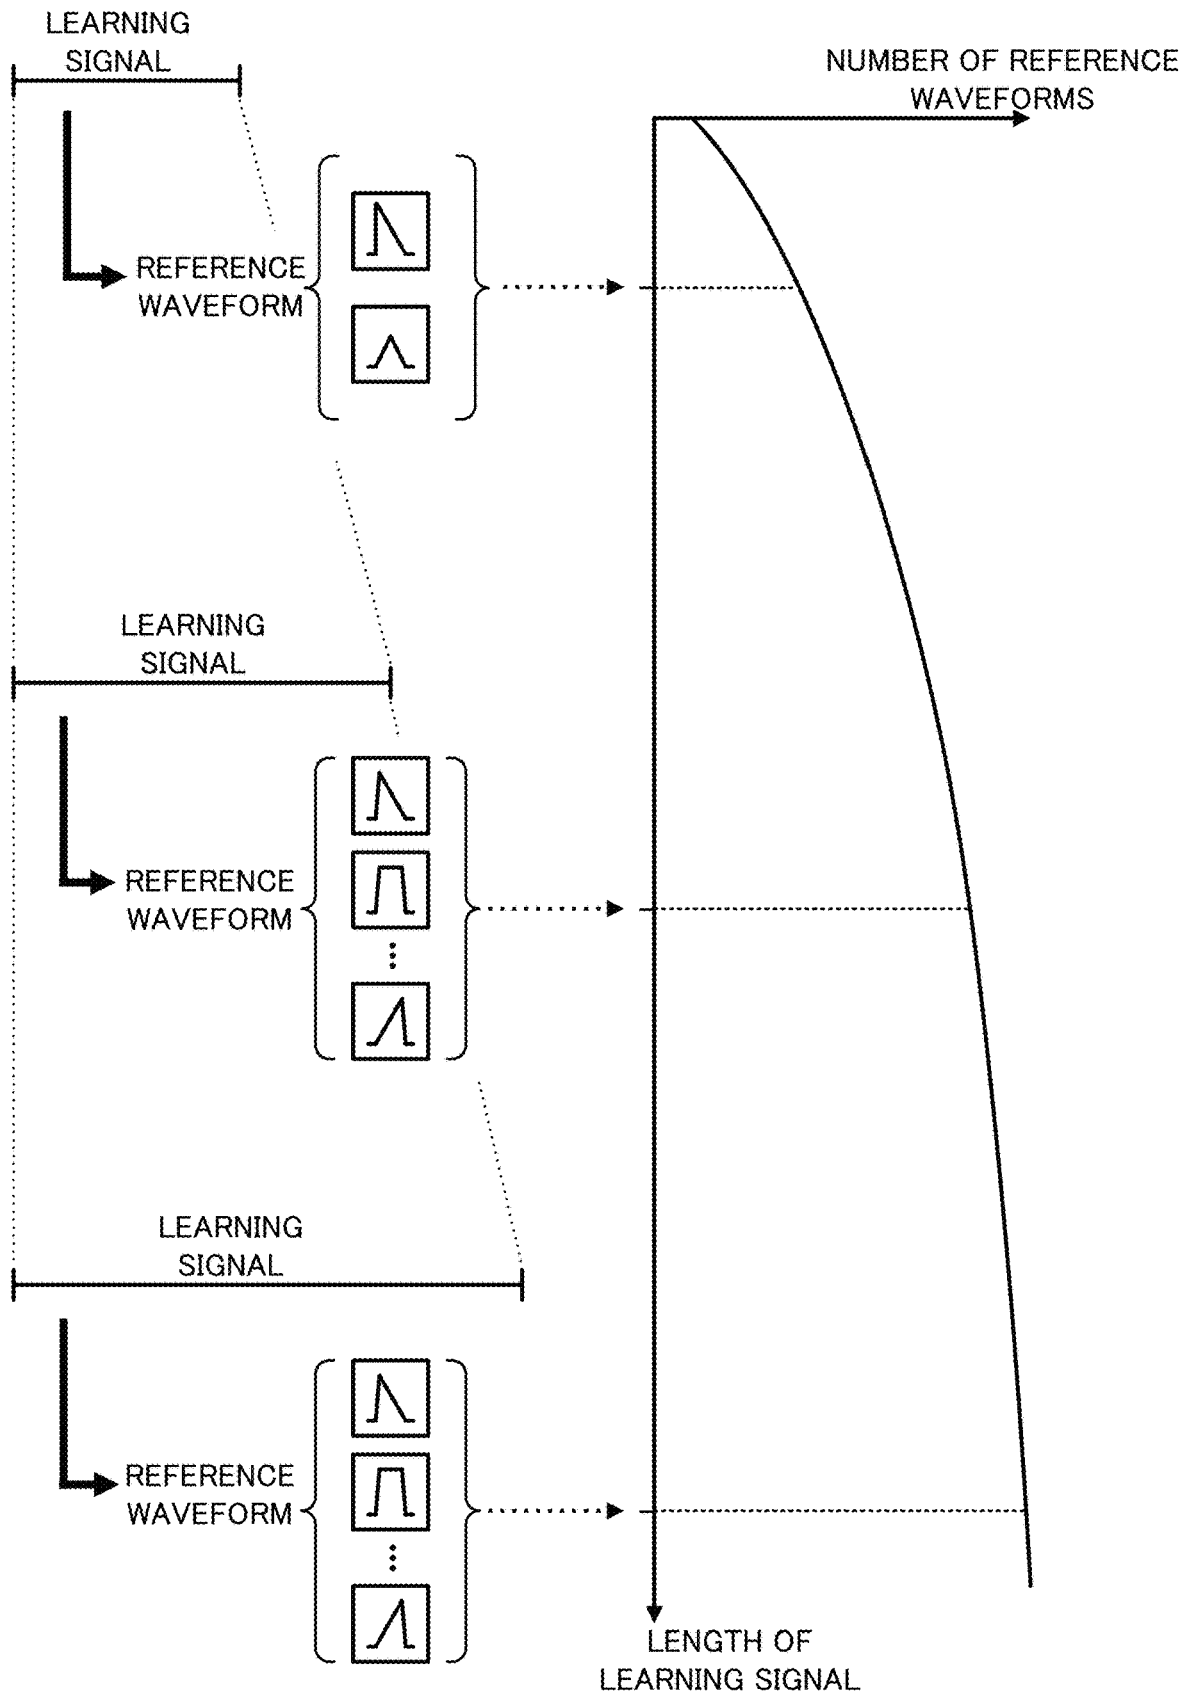 LEARNING
SIGNAL
NUMBER OF REFERENCE
WAVEFORMS
REFERENCE
WAVEFORM
LEARNING
SIGNAL
REFERENCE
WAVEFORM
LEARNING
SIGNAL
REFERENCE
WAVEFORM
LENGTH OF
LEARNING SIGNAL